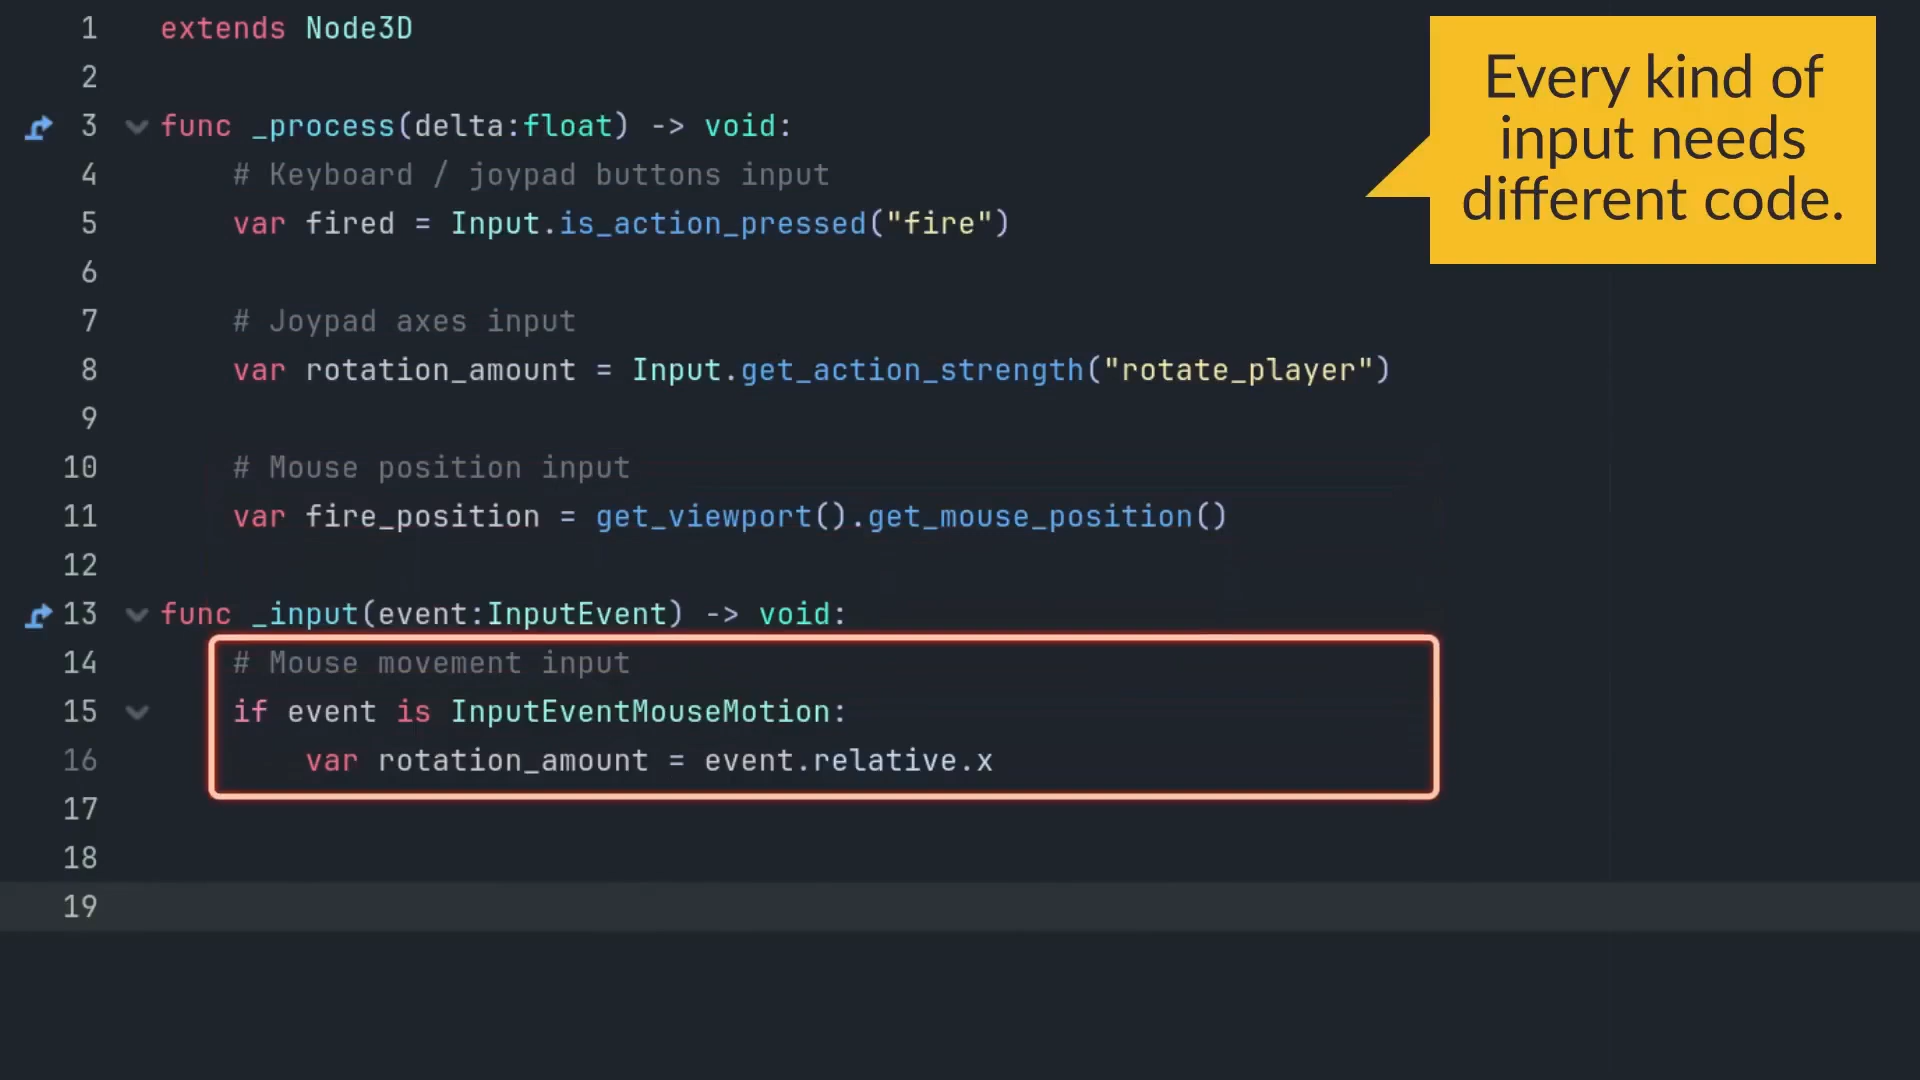 1 extends Node3D
2
3 func _process(delta:float) -> void:
4 # Keyboard / joypad buttons input
5 var fired = Input.is_action_pressed("fire")
6
7 # Joypad axes input
8 var rotation_amount = Input.get_action_strength("rotate_player")
9
10 # Mouse position input
11 var fire_position = get_viewport().get_mouse_position()
12
13 func _input(event:InputEvent) -> void:
14 # Mouse movement input
15 if event is InputEventMouseMotion:
16 var rotation_amount = event.relative.x
17
18
19
Every kind of
input needs
different code.